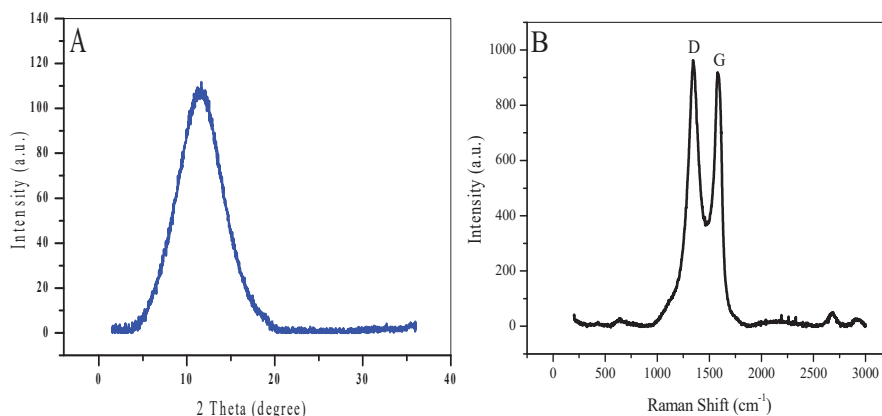 A
140
120
100
80
60
40
20
0
Intensity (a.u.)
0 10 20 30 40
2 Theta (degree)
B
D G
1000
800
600
400
200
0
Intensity (a.u.)
0 500 1000 1500 2000 2500 3000
Raman Shift (cm⁻¹)